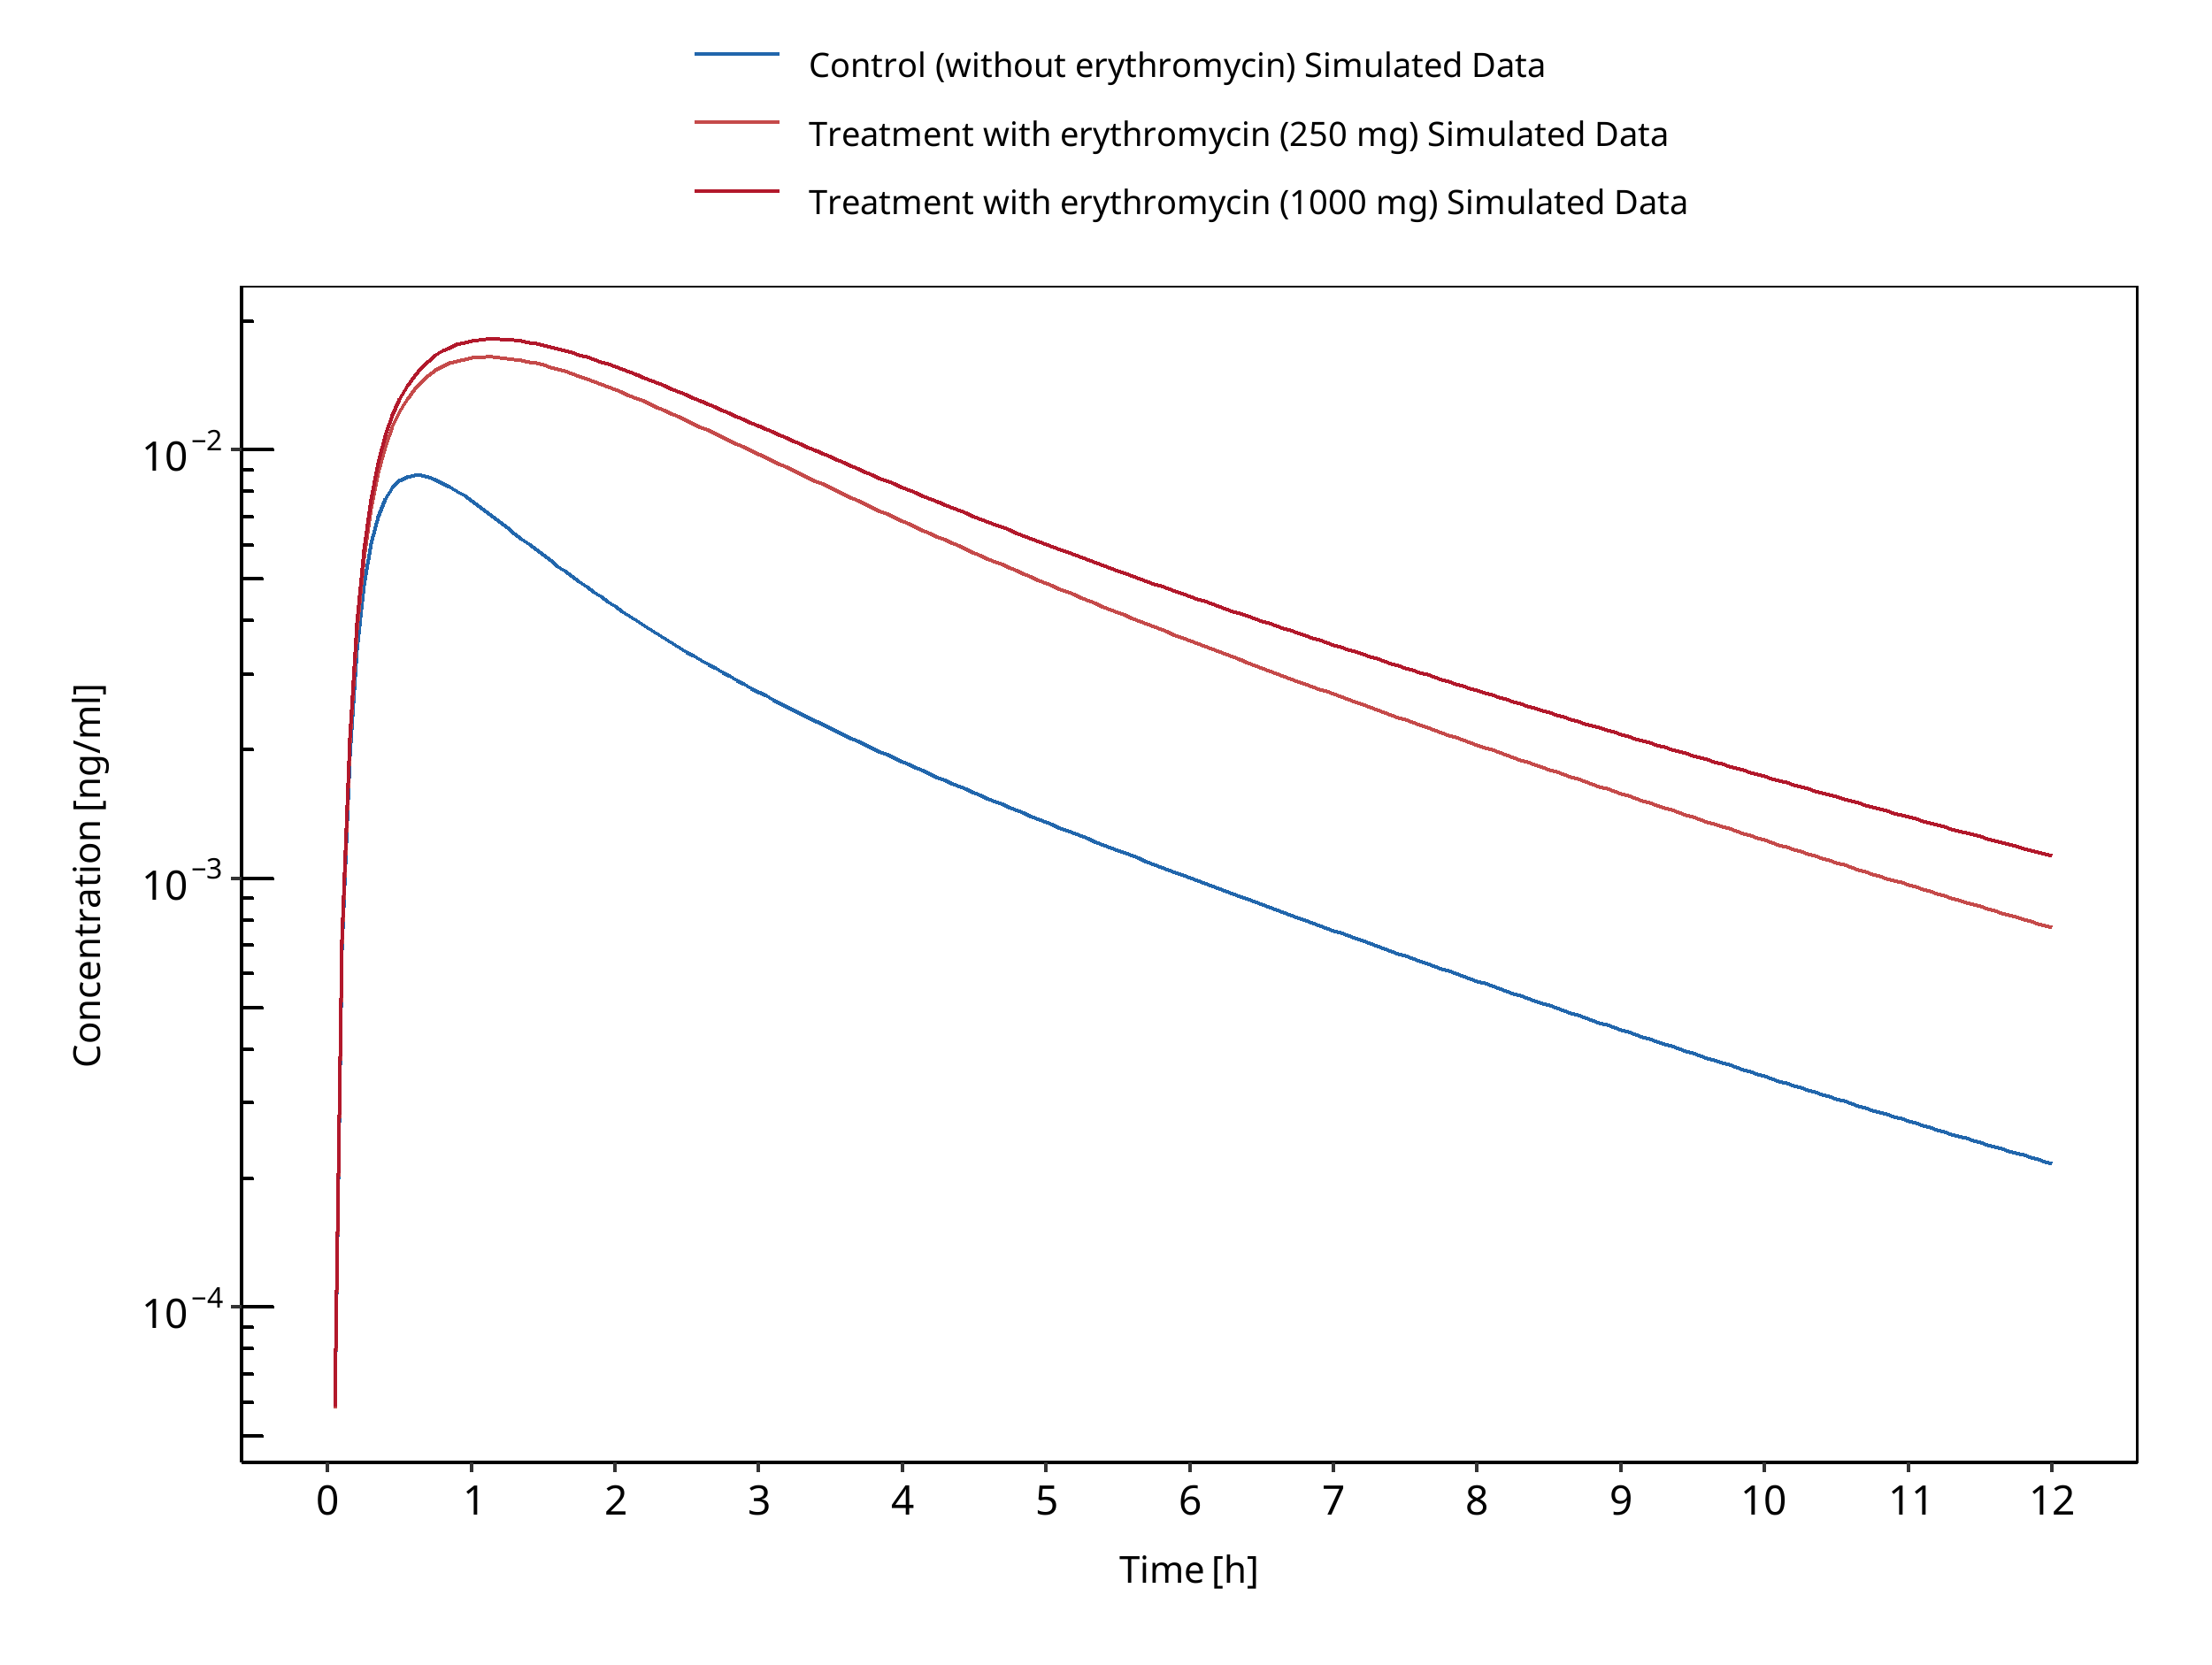 Control (without erythromycin) Simulated Data
Treatment with erythromycin (250 mg) Simulated Data
Treatment with erythromycin (1000 mg) Simulated Data
Concentration [ng/ml]
10⁻²
10⁻³
10⁻⁴
0 1 2 3 4 5 6 7 8 9 10 11 12
Time [h]